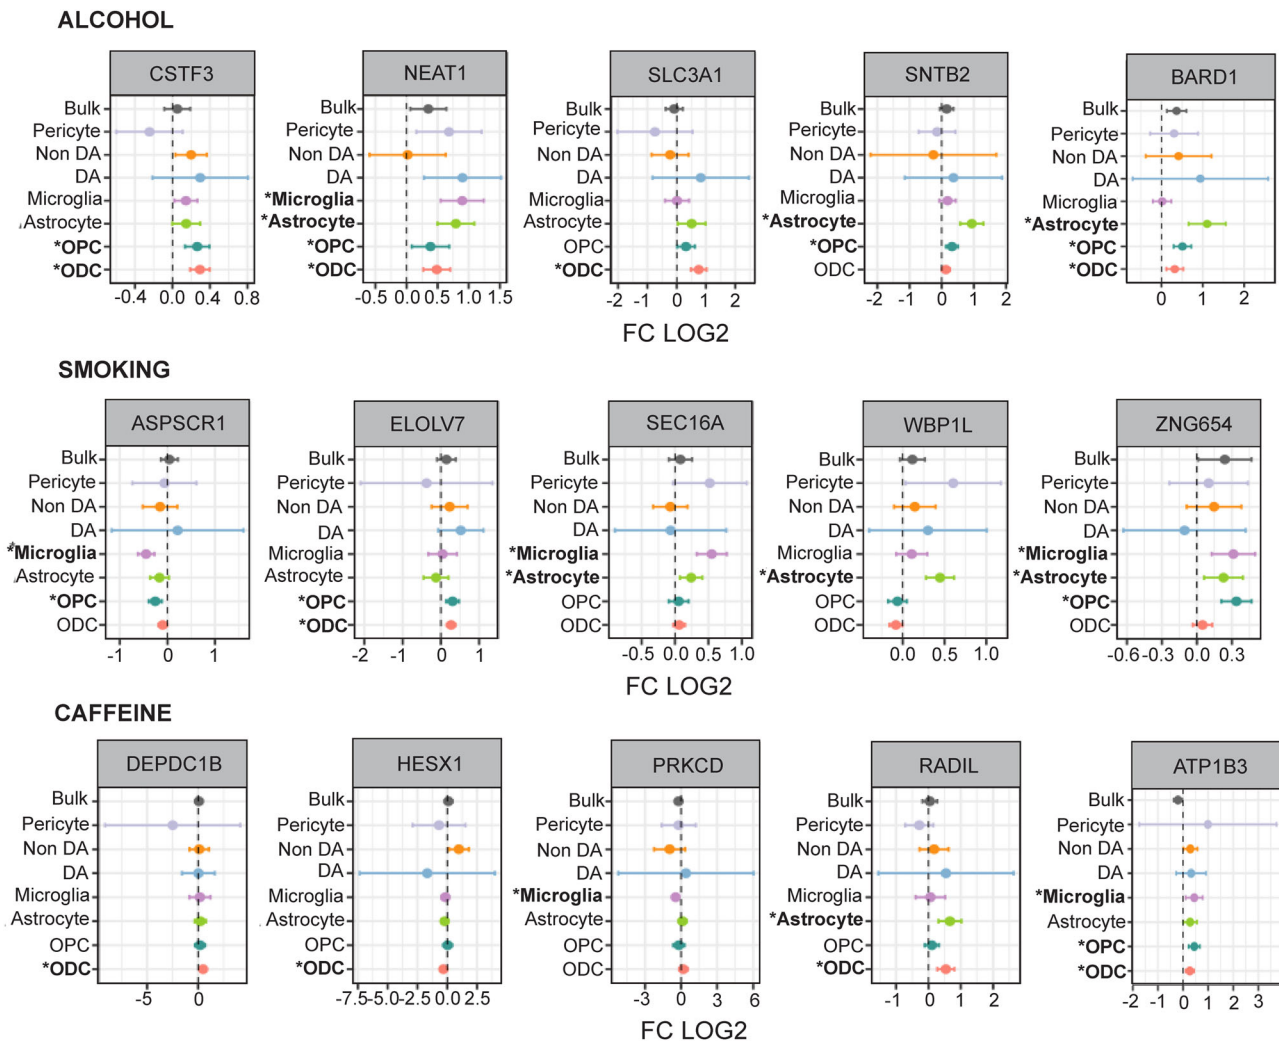 ALCOHOL
CSTF3 NEAT1 SLC3A1 SNTB2 BARD1
Bulk Bulk Bulk Bulk Bulk
Pericyte Pericyte Pericyte Pericyte Pericyte
Non DA Non DA Non DA Non DA Non DA
DA DA DA DA DA
Microglia *Microglia Microglia Microglia Microglia
Astrocyte *Astrocyte Astrocyte *Astrocyte *Astrocyte
*OPC *OPC OPC *OPC *OPC
*ODC *ODC *ODC ODC *ODC
-0.4 0.0 0.4 0.8 -0.5 0.0 0.5 1.0 1.5 -2 -1 0 1 2 -2 -1 0 1 2 0 1 2
FC LOG2
SMOKING
ASPSCR1 ELOLV7 SEC16A WBP1L ZNG654
Bulk Bulk Bulk Bulk Bulk
Pericyte Pericyte Pericyte Pericyte Pericyte
Non DA Non DA Non DA Non DA Non DA
DA DA DA DA DA
*Microglia Microglia *Microglia Microglia *Microglia
Astrocyte Astrocyte *Astrocyte *Astrocyte *Astrocyte
*OPC *OPC OPC OPC *OPC
ODC *ODC ODC ODC ODC
-1 0 1 -2 -1 0 1 -0.5 0.0 0.5 1.0 0.0 1.0 -0.6 -0.3 0.0 0.3
FC LOG2
CAFFEINE
DEPDC1B HESX1 PRKCD RADIL ATP1B3
Bulk Bulk Bulk Bulk Bulk
Pericyte Pericyte Pericyte Pericyte Pericyte
Non DA Non DA Non DA Non DA Non DA
DA DA DA DA DA
Microglia Microglia *Microglia Microglia *Microglia
Astrocyte Astrocyte Astrocyte *Astrocyte Astrocyte
OPC OPC OPC OPC *OPC
*ODC *ODC ODC *ODC *ODC
-5 0 -7.5 -5.0 -2.5 0.0 2.5 -3 0 3 6 -1 0 1 2 -2 -1 0 1 2 3
FC LOG2